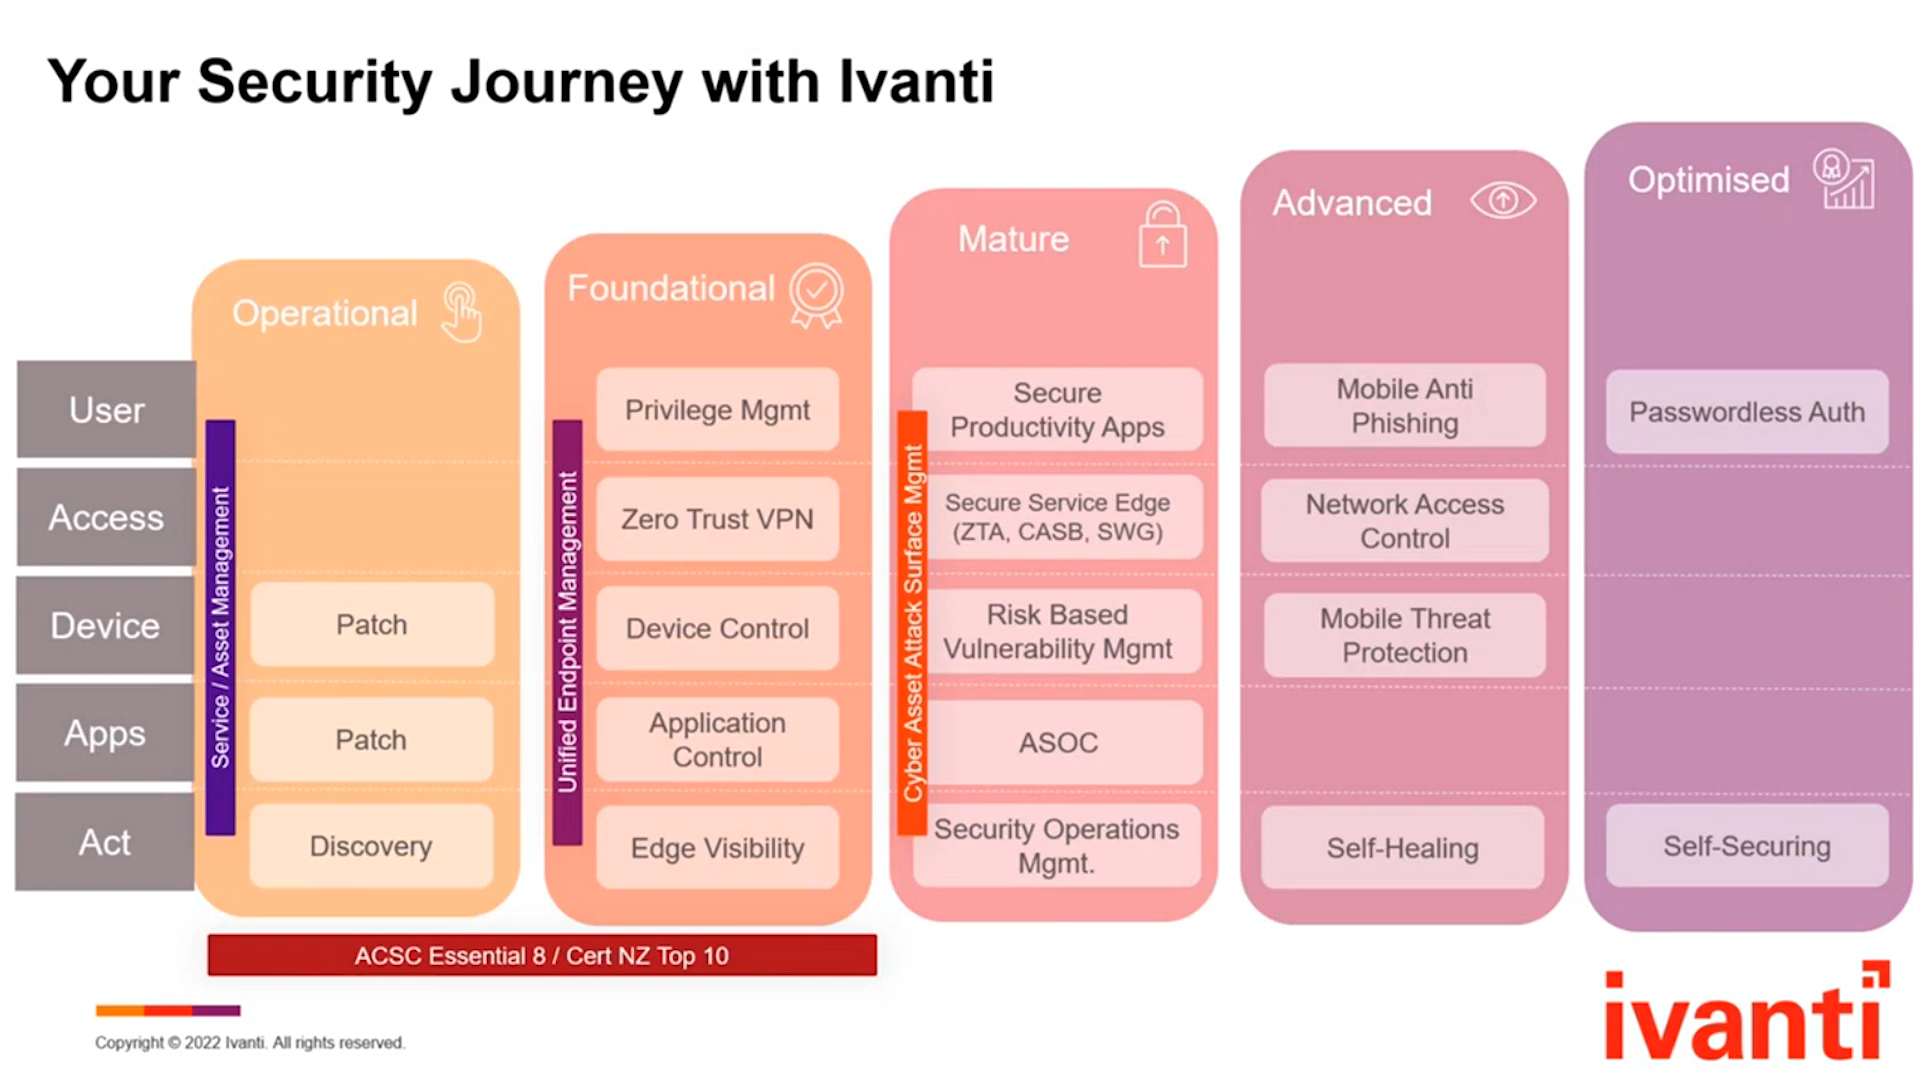 Your Security Journey with Ivanti
Operational
Foundational
Mature
Advanced
Optimised
User
Access
Device
Apps
Act
Service / Asset Management
Patch
Patch
Discovery
Unified Endpoint Management
Privilege Mgmt
Zero Trust VPN
Device Control
Application
Control
Edge Visibility
Cyber Asset Attack Surface Mgmt
Secure
Productivity Apps
Secure Service Edge
(ZTA, CASB, SWG)
Risk Based
Vulnerability Mgmt
ASOC
Security Operations
Mgmt.
Mobile Anti
Phishing
Network Access
Control
Mobile Threat
Protection
Self-Healing
Passwordless Auth
Self-Securing
ACSC Essential 8 / Cert NZ Top 10
Copyright © 2022 Ivanti. All rights reserved.
ivanti